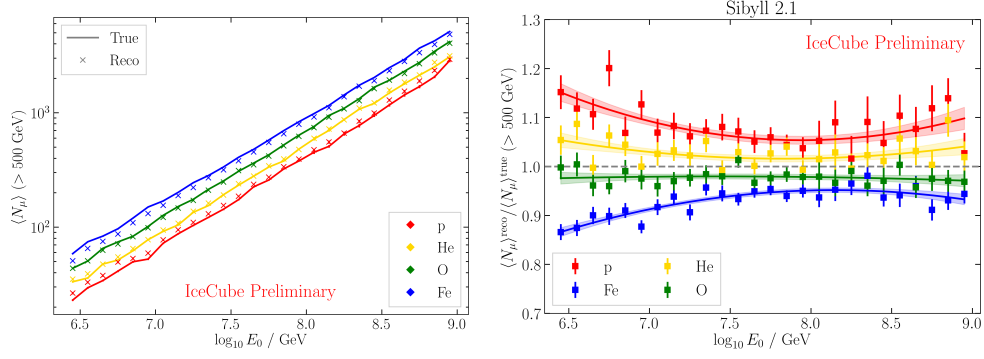 True
Reco
IceCube Preliminary
p
He
O
Fe
10³
10²
⟨N_μ⟩ (> 500 GeV)
6.5 7.0 7.5 8.0 8.5 9.0
log₁₀ E₀ / GeV
Sibyll 2.1
IceCube Preliminary
1.3
1.2
1.1
1.0
0.9
0.8
0.7
⟨N_μ⟩^reco/⟨N_μ⟩^true (> 500 GeV)
p He
Fe O
6.5 7.0 7.5 8.0 8.5 9.0
log₁₀ E₀ / GeV